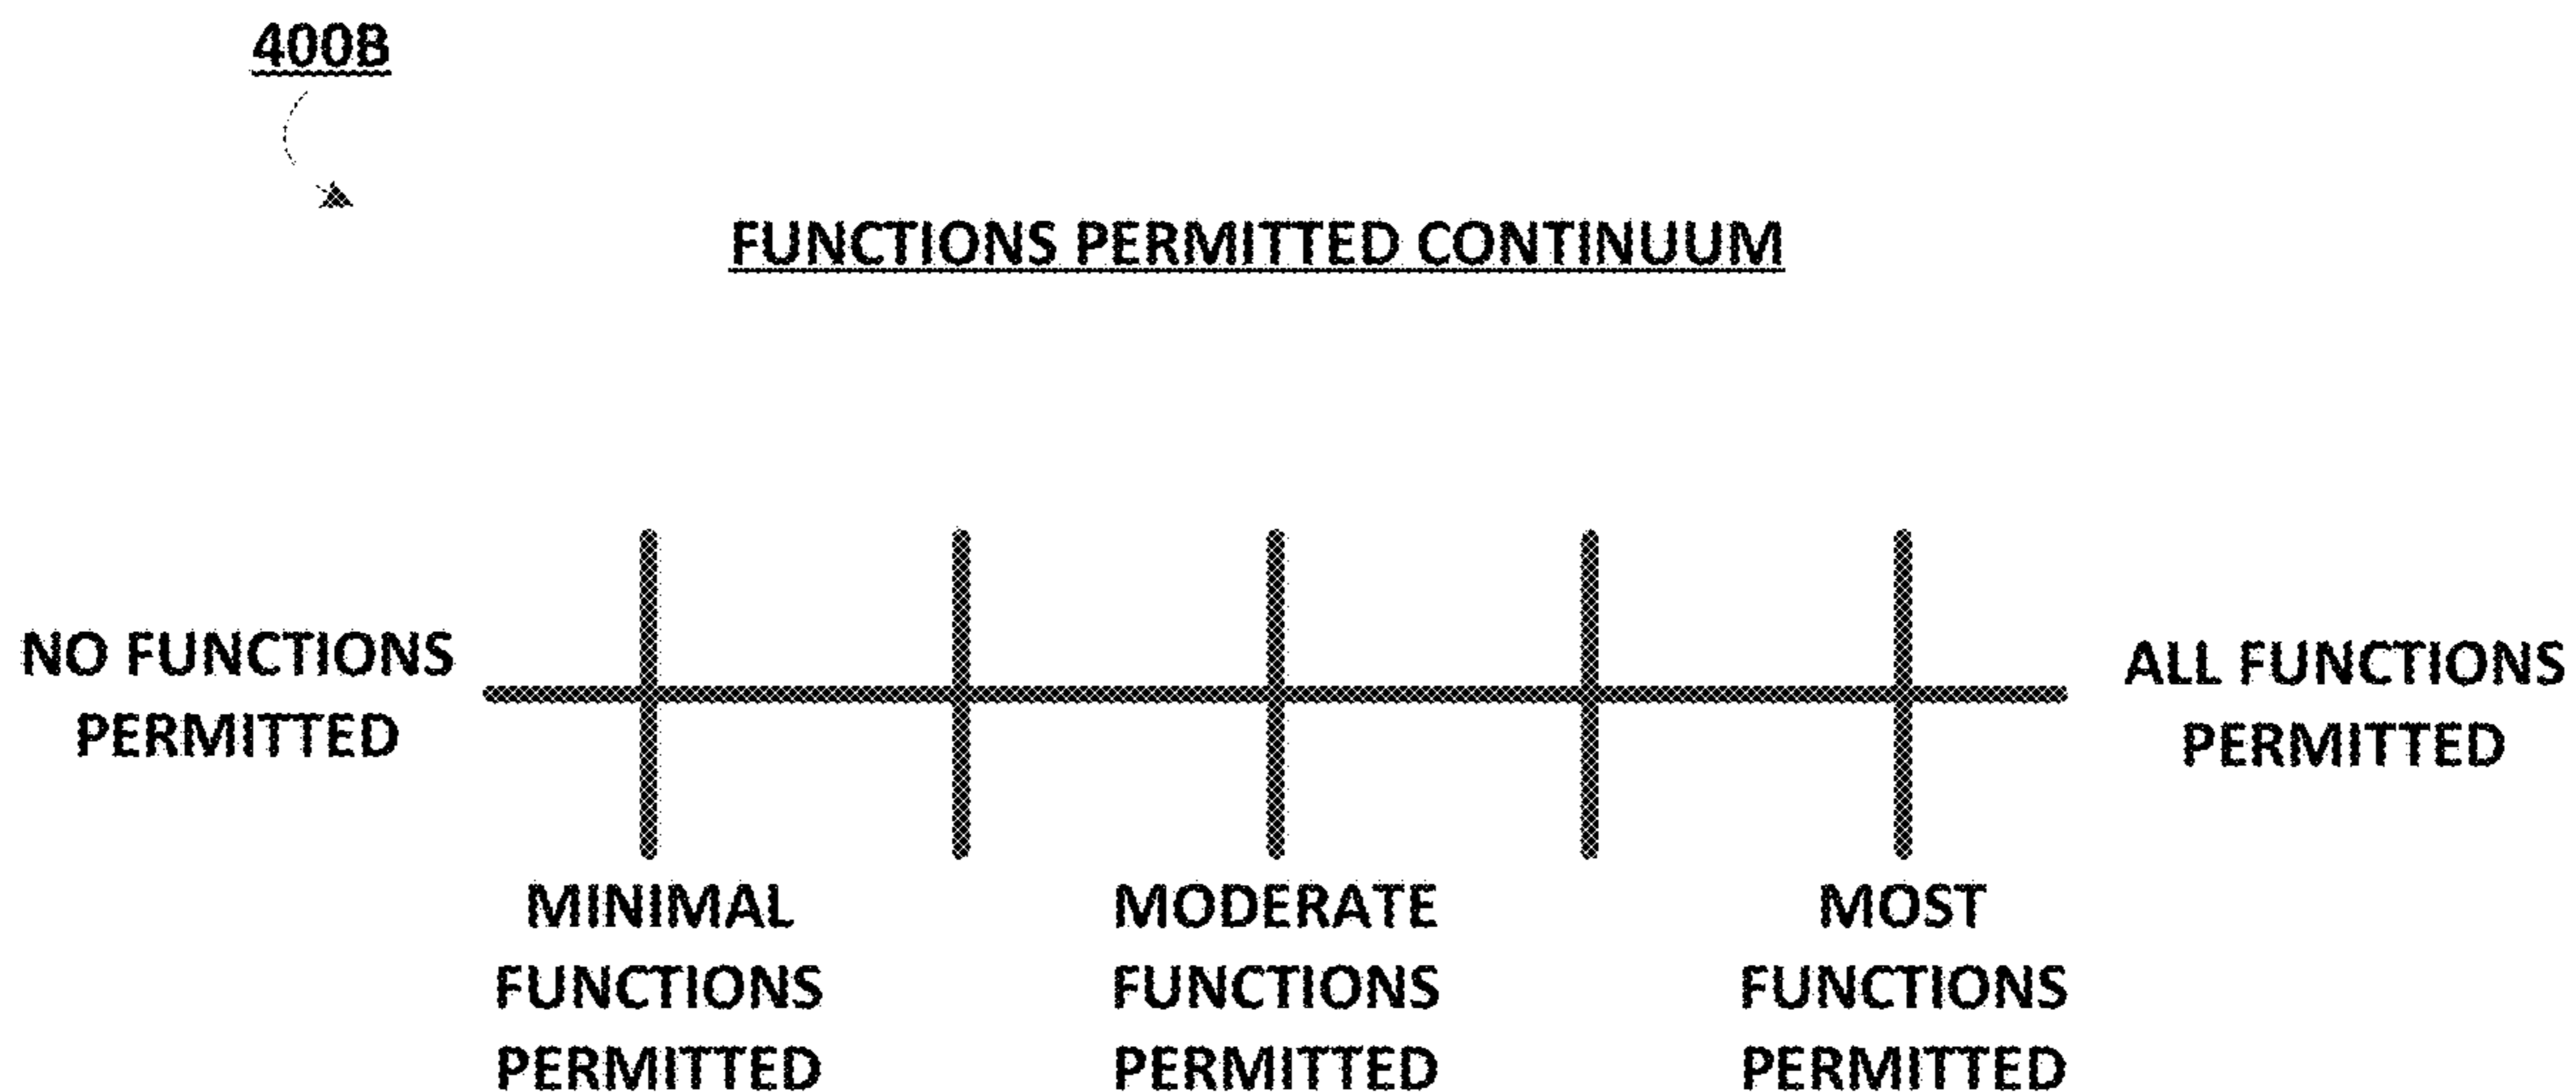 400B
FUNCTIONS PERMITTED CONTINUUM
NO FUNCTIONS
PERMITTED
ALL FUNCTIONS
PERMITTED
MINIMAL
FUNCTIONS
PERMITTED
MODERATE
FUNCTIONS
PERMITTED
MOST
FUNCTIONS
PERMITTED